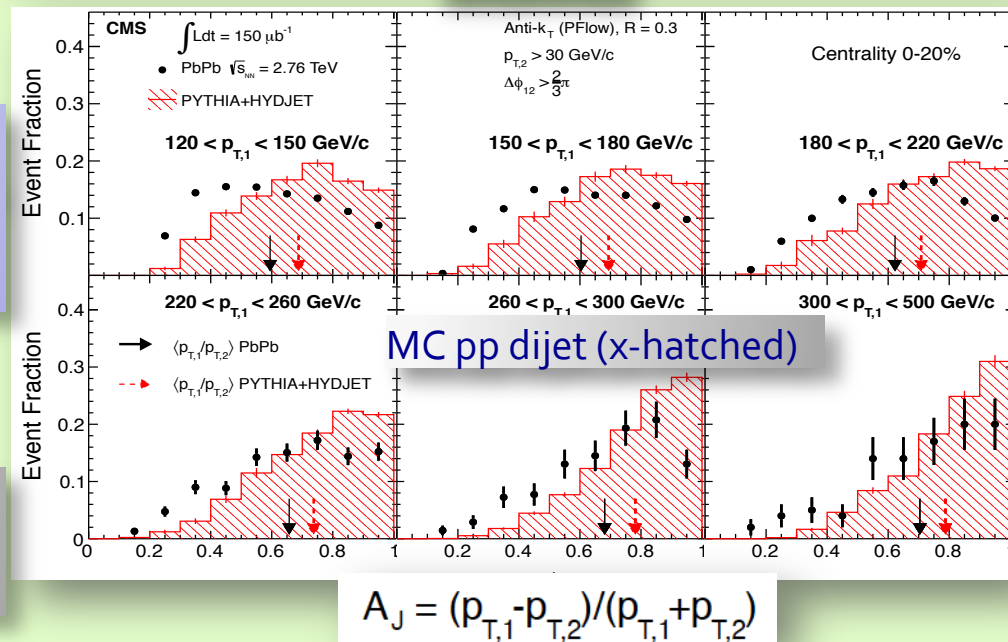 CMS
∫Ldt = 150 μb⁻¹
PbPb √s_NN = 2.76 TeV
PYTHIA+HYDJET
Anti-k_T (PFlow), R = 0.3
p_T,2 > 30 GeV/c
Δϕ_12 > 2/3 π
Centrality 0-20%
120 < p_T,1 < 150 GeV/c
150 < p_T,1 < 180 GeV/c
180 < p_T,1 < 220 GeV/c
Event Fraction
0.4
0.3
0.2
0.1
220 < p_T,1 < 260 GeV/c
260 < p_T,1 < 300 GeV/c
300 < p_T,1 < 500 GeV/c
⟨p_T,1/p_T,2⟩ PbPb
⟨p_T,1/p_T,2⟩ PYTHIA+HYDJET
MC pp dijet (x-hatched)
Event Fraction
0.4
0.3
0.2
0.1
0
0 0.2 0.4 0.6 0.8 1
0.2 0.4 0.6 0.8 1
0.2 0.4 0.6 0.8
A_J = (p_T,1-p_T,2)/(p_T,1+p_T,2)